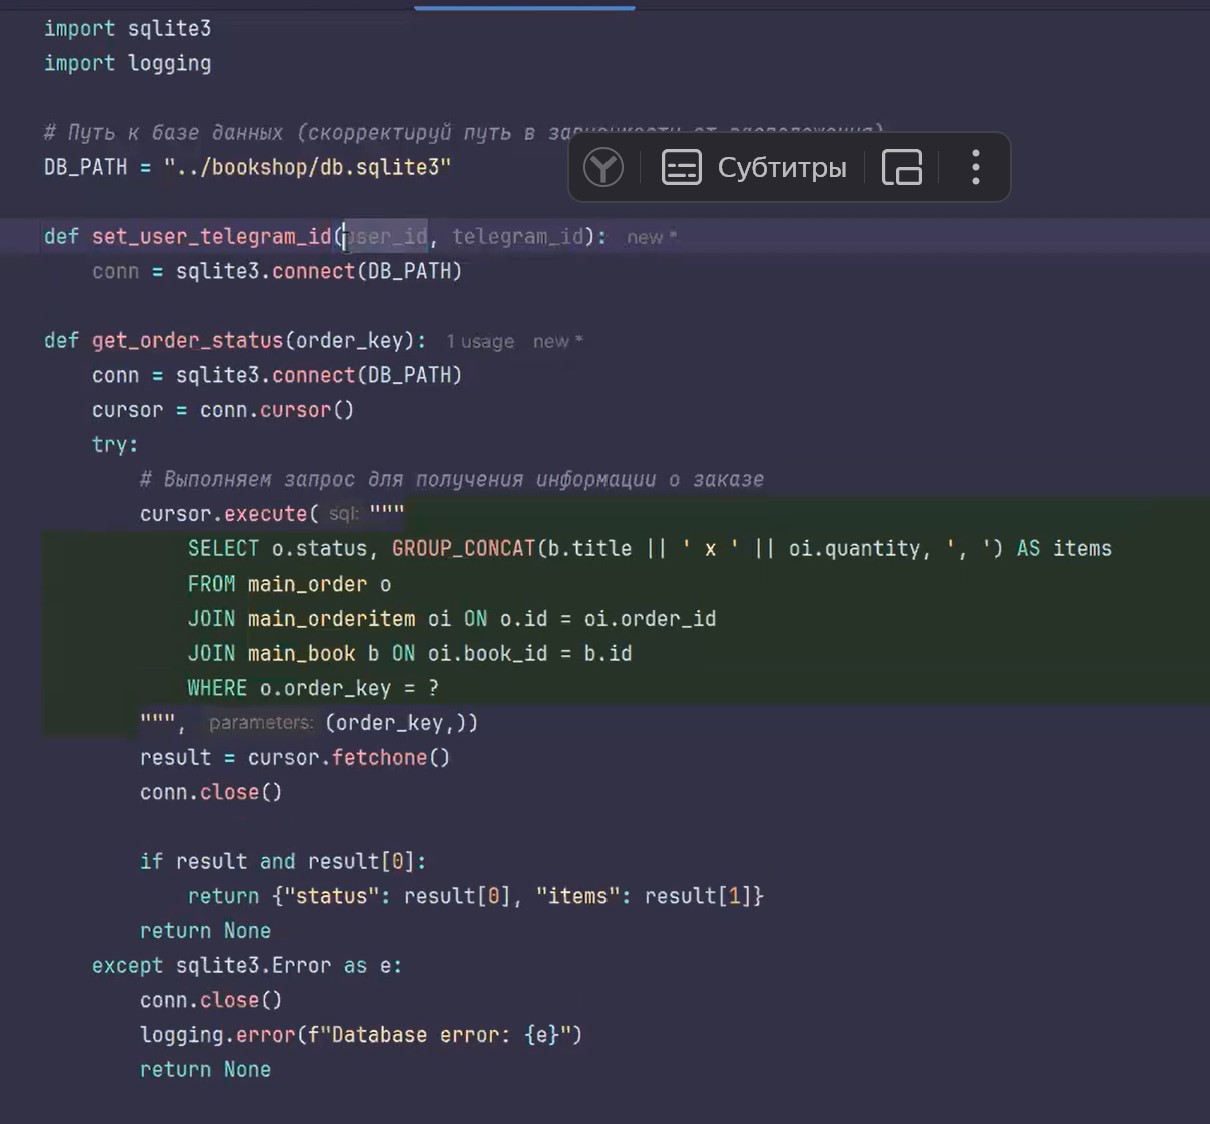 import sqlite3
import logging
# Путь к базе данных (скорректируй путь в зависимости от расположения)
DB_PATH = "../bookshop/db.sqlite3"
Субтитры
def set_user_telegram_id(user_id, telegram_id): new *
conn = sqlite3.connect(DB_PATH)
def get_order_status(order_key): 1 usage new *
conn = sqlite3.connect(DB_PATH)
cursor = conn.cursor()
try:
# Выполняем запрос для получения информации о заказе
cursor.execute( sql: """
SELECT o.status, GROUP_CONCAT(b.title || ' x ' || oi.quantity, ', ') AS items
FROM main_order o
JOIN main_orderitem oi ON o.id = oi.order_id
JOIN main_book b ON oi.book_id = b.id
WHERE o.order_key = ?
""", parameters: (order_key,))
result = cursor.fetchone()
conn.close()
if result and result[0]:
return {"status": result[0], "items": result[1]}
return None
except sqlite3.Error as e:
conn.close()
logging.error(f"Database error: {e}")
return None